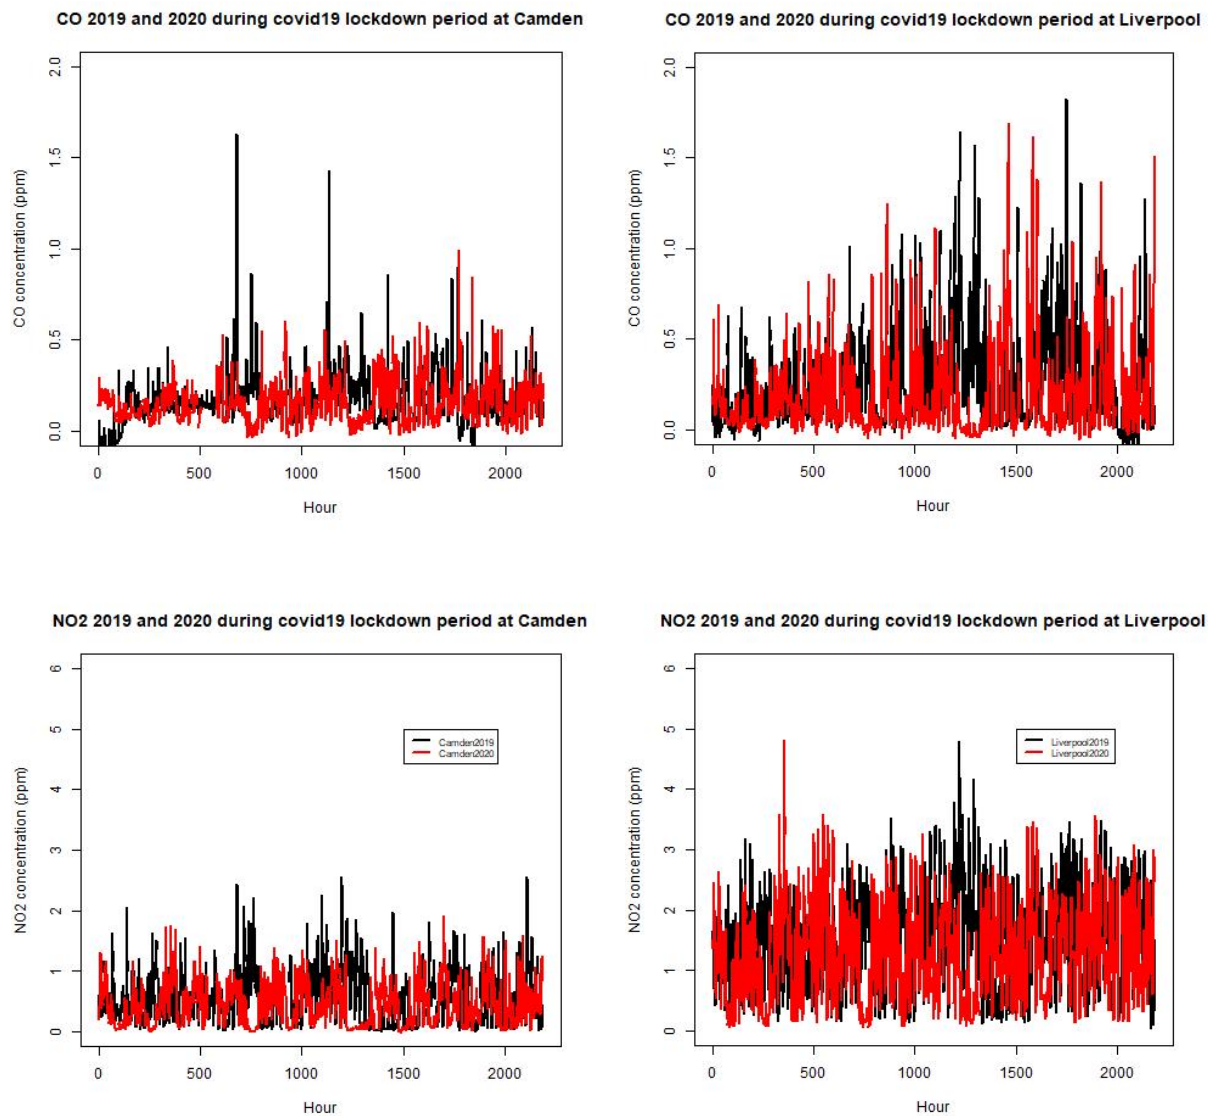 CO 2019 and 2020 during covid19 lockdown period at Camden
2.0
1.5
1.0
0.5
0.0
CO concentration (ppm)
0 500 1000 1500 2000
Hour
CO 2019 and 2020 during covid19 lockdown period at Liverpool
2.0
1.5
1.0
0.5
0.0
CO concentration (ppm)
0 500 1000 1500 2000
Hour
NO2 2019 and 2020 during covid19 lockdown period at Camden
6
5
4
3
2
1
0
NO2 concentration (ppm)
Camden2019
Camden2020
0 500 1000 1500 2000
Hour
NO2 2019 and 2020 during covid19 lockdown period at Liverpool
6
5
4
3
2
1
0
NO2 concentration (ppm)
Liverpool2019
Liverpool2020
0 500 1000 1500 2000
Hour